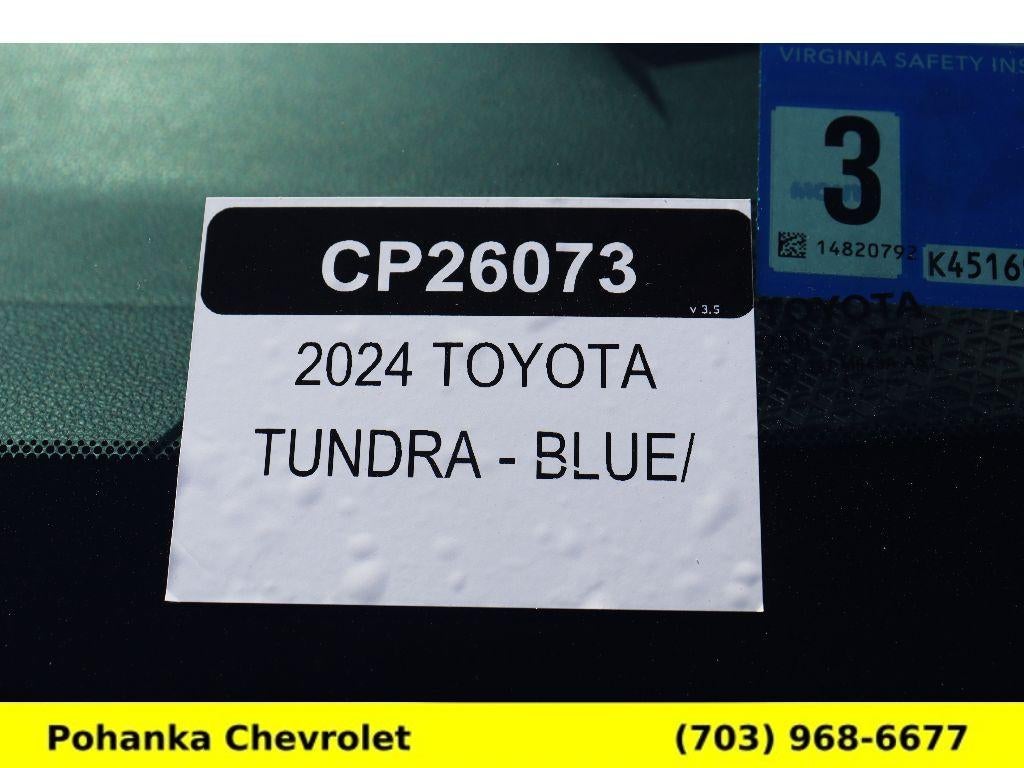 VIRGINIA SAFETY INS
3
14820792
K4516
CP26073
v 3.5
TOYOTA
2024 TOYOTA
TUNDRA - BLUE/
Pohanka Chevrolet
(703) 968-6677